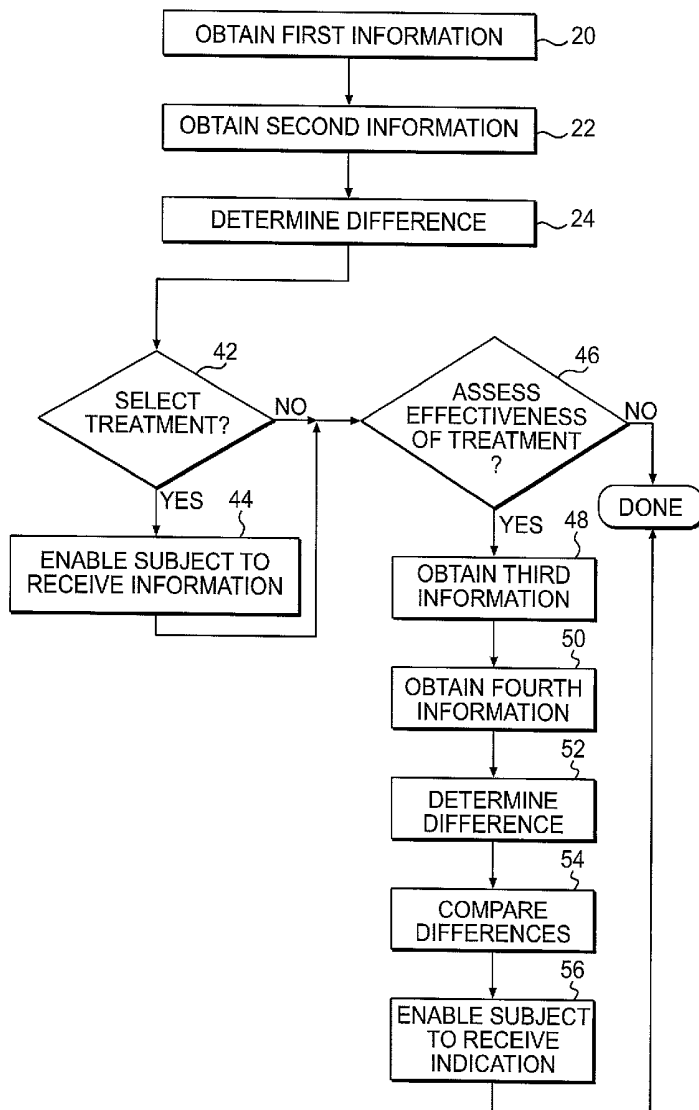 OBTAIN FIRST INFORMATION
20
OBTAIN SECOND INFORMATION
22
DETERMINE DIFFERENCE
24
42
SELECT
TREATMENT?
NO
YES
44
ENABLE SUBJECT TO
RECEIVE INFORMATION
46
ASSESS
EFFECTIVENESS
OF TREATMENT
?
NO
DONE
YES
48
OBTAIN THIRD
INFORMATION
50
OBTAIN FOURTH
INFORMATION
52
DETERMINE
DIFFERENCE
54
COMPARE
DIFFERENCES
56
ENABLE SUBJECT
TO RECEIVE
INDICATION